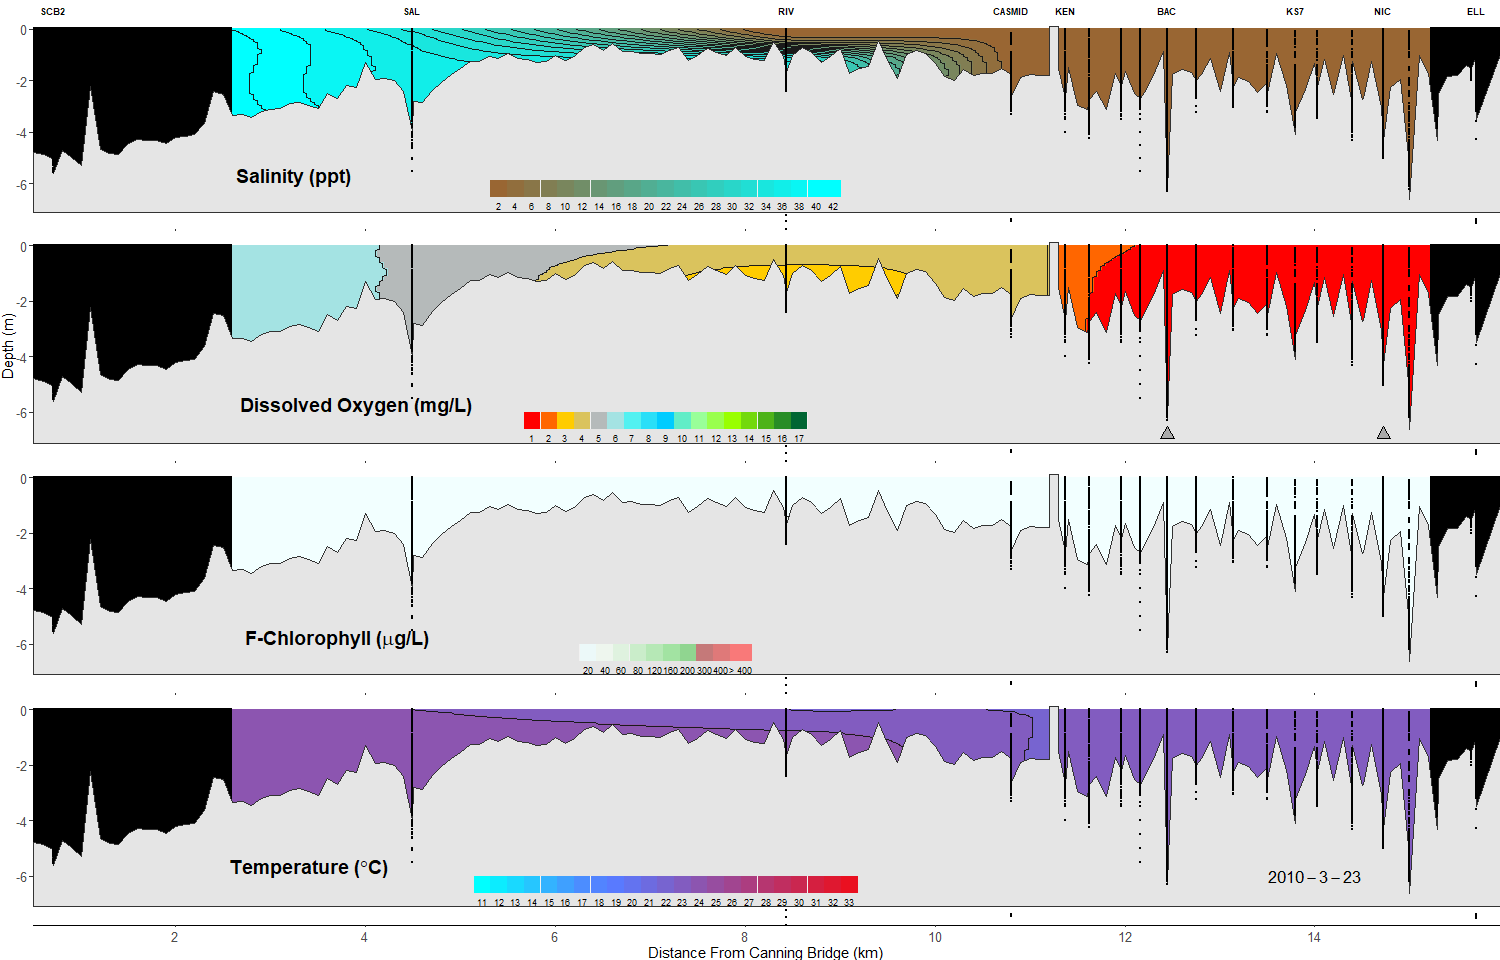 SCB2 SAL RIV CASMID KEN BAC KS7 NIC ELL
0
-2
-4
-6
Salinity (ppt)
2 4 6 8 10 12 14 16 18 20 22 24 26 28 30 32 34 36 38 40 42
0
-2
-4
-6
Dissolved Oxygen (mg/L)
1 2 3 4 5 6 7 8 9 10 11 12 13 14 15 16 17
Depth (m)
0
-2
-4
-6
F-Chlorophyll (µg/L)
20 40 60 80 120 160 200 300 400 > 400
0
-2
-4
-6
Temperature (°C)
11 12 13 14 15 16 17 18 19 20 21 22 23 24 25 26 27 28 29 30 31 32 33
2010 – 3 – 23
2 4 6 8 10 12 14
Distance From Canning Bridge (km)